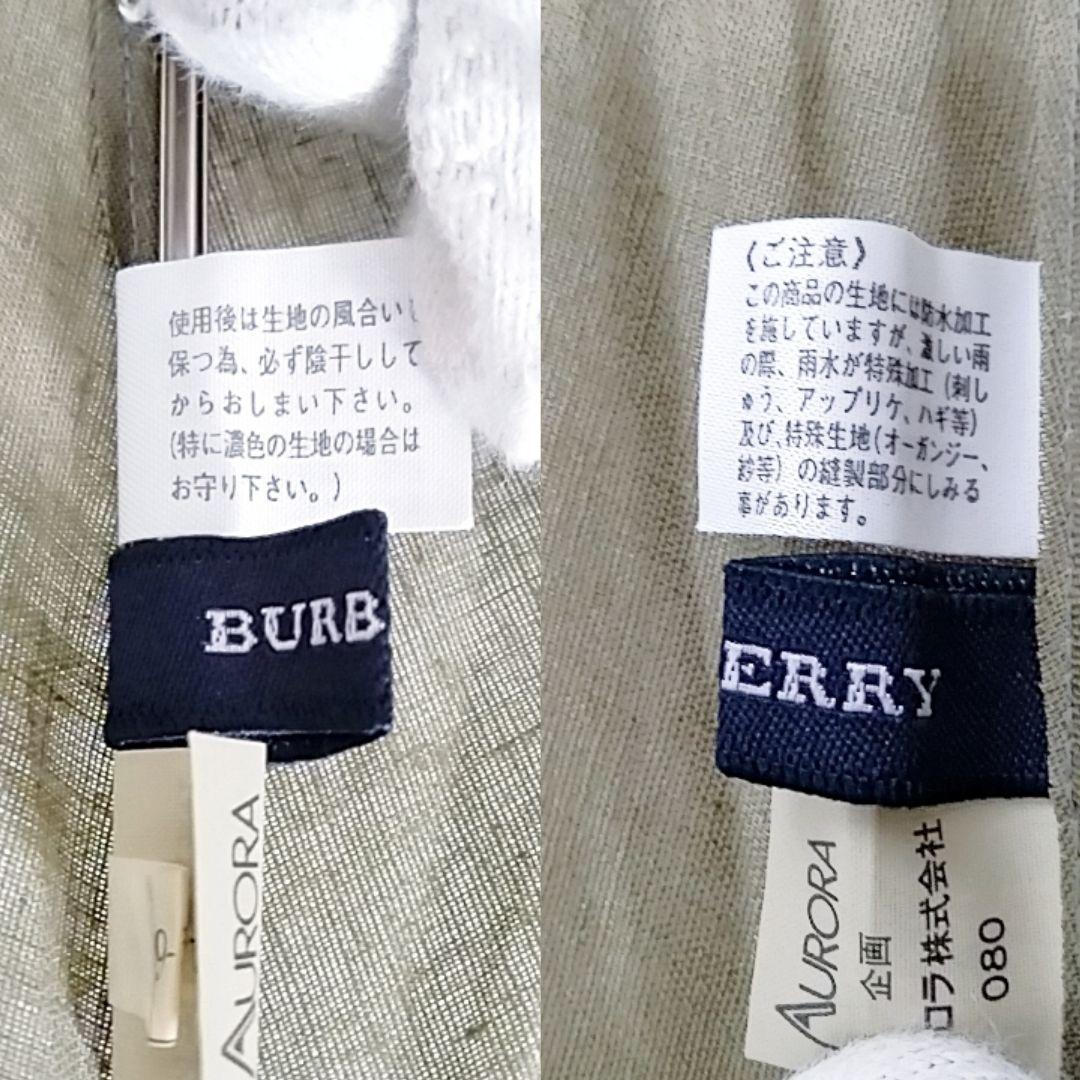 使用後は生地の風合いを
保つ為、必ず陰干しして
からおしまい下さい。
(特に濃色の生地の場合は
お守り下さい。)
BURB
AURORA
《ご注意》
この商品の生地には防水加工
を施していますが、激しい雨
の際、雨水が特殊加工(刺し
ゅう、アップリケ、ハギ等)
及び、特殊生地(オーガンジー、
紗等)の縫製部分にしみる
事があります。
ERRY
AURORA
企画
ロラ株式会社
080